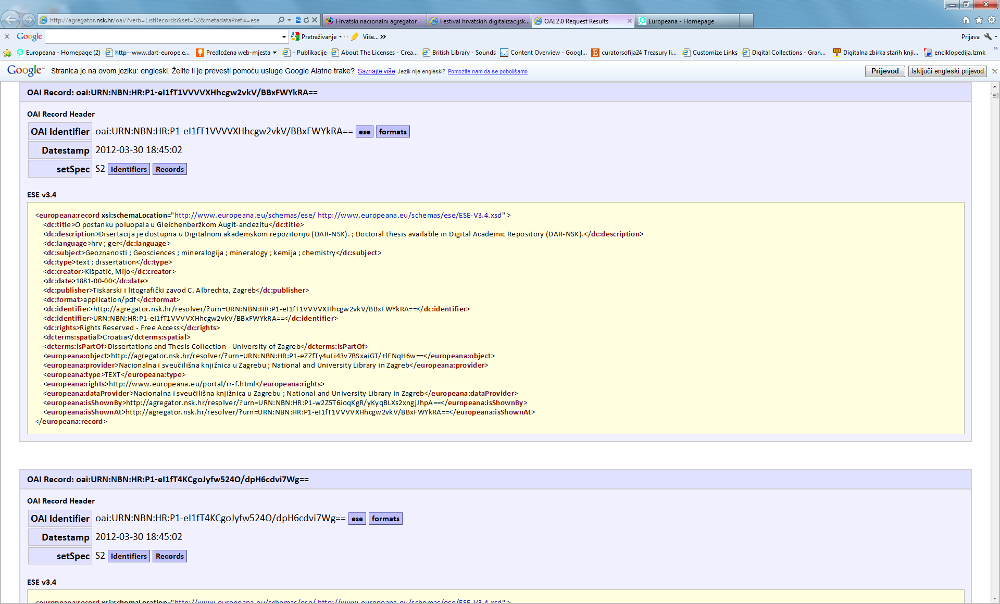 http://agregator.nsk.hr/oai/?verb=ListRecords&set=S2&metadataPrefix=ese
Hrvatski nacionalni agregator
Festival hrvatskih digitalizacijsk...
OAI 2.0 Request Results
Europeana - Homepage
x Google
Pretraživanje
Više... »
Prijava
Europeana - Homepage (2)
http--www.dart-europe.e...
Predložena web-mjesta
- Publikacije
About The Licenses - Crea...
British Library - Sounds
Content Overview - Googl...
curatorsofija24 Treasury li...
Customize Links
Digital Collections - Gran...
Digitalna zbirka starih knji...
enciklopedija.lzmk
Google™ Stranica je na ovom jeziku: engleski. Želite li je prevesti pomoću usluge Google Alatne trake? Saznajte više Jezik nije engleski? Pomozite nam da se poboljšamo
Prijevod
Isključi engleski prijevod
OAI Record: oai:URN:NBN:HR:P1-eI1fT1VVVVXHhcgw2vkV/BBxFWYkRA==
OAI Record Header
OAI Identifier oai:URN:NBN:HR:P1-eI1fT1VVVVXHhcgw2vkV/BBxFWYkRA== ese formats
Datestamp 2012-03-30 18:45:02
setSpec S2 Identifiers Records
ESE v3.4
<europeana:record xsi:schemaLocation="http://www.europeana.eu/schemas/ese/ http://www.europeana.eu/schemas/ese/ESE-V3.4.xsd" >
<dc:title>O postanku poluopala u Gleichenberžkom Augit-andezitu</dc:title>
<dc:description>Disertacija je dostupna u Digitalnom akademskom repozitoriju (DAR-NSK). ; Doctoral thesis available in Digital Academic Repository (DAR-NSK).</dc:description>
<dc:language>hrv ; ger</dc:language>
<dc:subject>Geoznanosti ; Geosciences ; mineralogija ; mineralogy ; kemija ; chemistry</dc:subject>
<dc:type>text ; dissertation</dc:type>
<dc:creator>Kišpatić, Mijo</dc:creator>
<dc:date>1881-00-00</dc:date>
<dc:publisher>Tiskarski i litografički zavod C. Albrechta, Zagreb</dc:publisher>
<dc:format>application/pdf</dc:format>
<dc:identifier>http://agregator.nsk.hr/resolver/?urn=URN:NBN:HR:P1-eI1fT1VVVVXHhcgw2vkV/BBxFWYkRA==</dc:identifier>
<dc:identifier>URN:NBN:HR:P1-eI1fT1VVVVXHhcgw2vkV/BBxFWYkRA==</dc:identifier>
<dc:rights>Rights Reserved - Free Access</dc:rights>
<dcterms:spatial>Croatia</dcterms:spatial>
<dcterms:isPartOf>Dissertations and Thesis Collection - University of Zagreb</dcterms:isPartOf>
<europeana:object>http://agregator.nsk.hr/resolver/?urn=URN:NBN:HR:P1-eZZfTy4uLi43v7BSxaiGT/+lFNqH6w==</europeana:object>
<europeana:provider>Nacionalna i sveučilišna knjižnica u Zagrebu ; National and University Library in Zagreb</europeana:provider>
<europeana:type>TEXT</europeana:type>
<europeana:rights>http://www.europeana.eu/portal/rr-f.html</europeana:rights>
<europeana:dataProvider>Nacionalna i sveučilišna knjižnica u Zagrebu ; National and University Library in Zagreb</europeana:dataProvider>
<europeana:isShownBy>http://agregator.nsk.hr/resolver/?urn=URN:NBN:HR:P1-w2Z5T6ioqKgR/yKyqBLXs2xngjJhpA==</europeana:isShownBy>
<europeana:isShownAt>http://agregator.nsk.hr/resolver/?urn=URN:NBN:HR:P1-eI1fT1VVVVXHhcgw2vkV/BBxFWYkRA==</europeana:isShownAt>
</europeana:record>
OAI Record: oai:URN:NBN:HR:P1-eI1fT4KCgoJyfw524O/dpH6cdvi7Wg==
OAI Record Header
OAI Identifier oai:URN:NBN:HR:P1-eI1fT4KCgoJyfw524O/dpH6cdvi7Wg== ese formats
Datestamp 2012-03-30 18:45:02
setSpec S2 Identifiers Records
ESE v3.4
<europeana:record xsi:schemaLocation="http://www.europeana.eu/schemas/ese/ http://www.europeana.eu/schemas/ese/ESE-V3.4.xsd" >